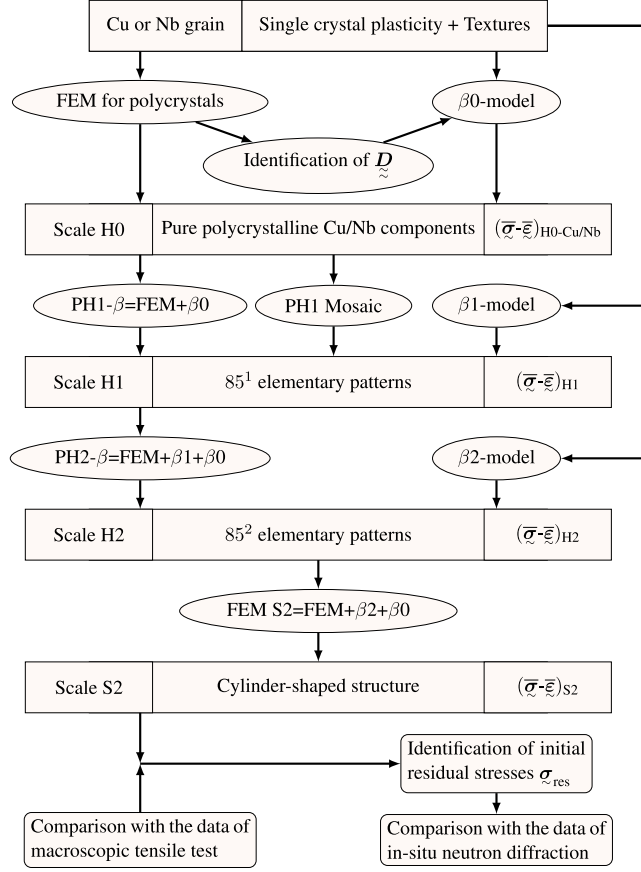 Cu or Nb grain
Single crystal plasticity + Textures
FEM for polycrystals
β0-model
Identification of D
Scale H0
Pure polycrystalline Cu/Nb components
(σ̅-ε̅)H0-Cu/Nb
PH1-β=FEM+β0
PH1 Mosaic
β1-model
Scale H1
85¹ elementary patterns
(σ̅-ε̅)H1
PH2-β=FEM+β1+β0
β2-model
Scale H2
85² elementary patterns
(σ̅-ε̅)H2
FEM S2=FEM+β2+β0
Scale S2
Cylinder-shaped structure
(σ̅-ε̅)S2
Identification of initial
residual stresses σres
Comparison with the data of
macroscopic tensile test
Comparison with the data of
in-situ neutron diffraction